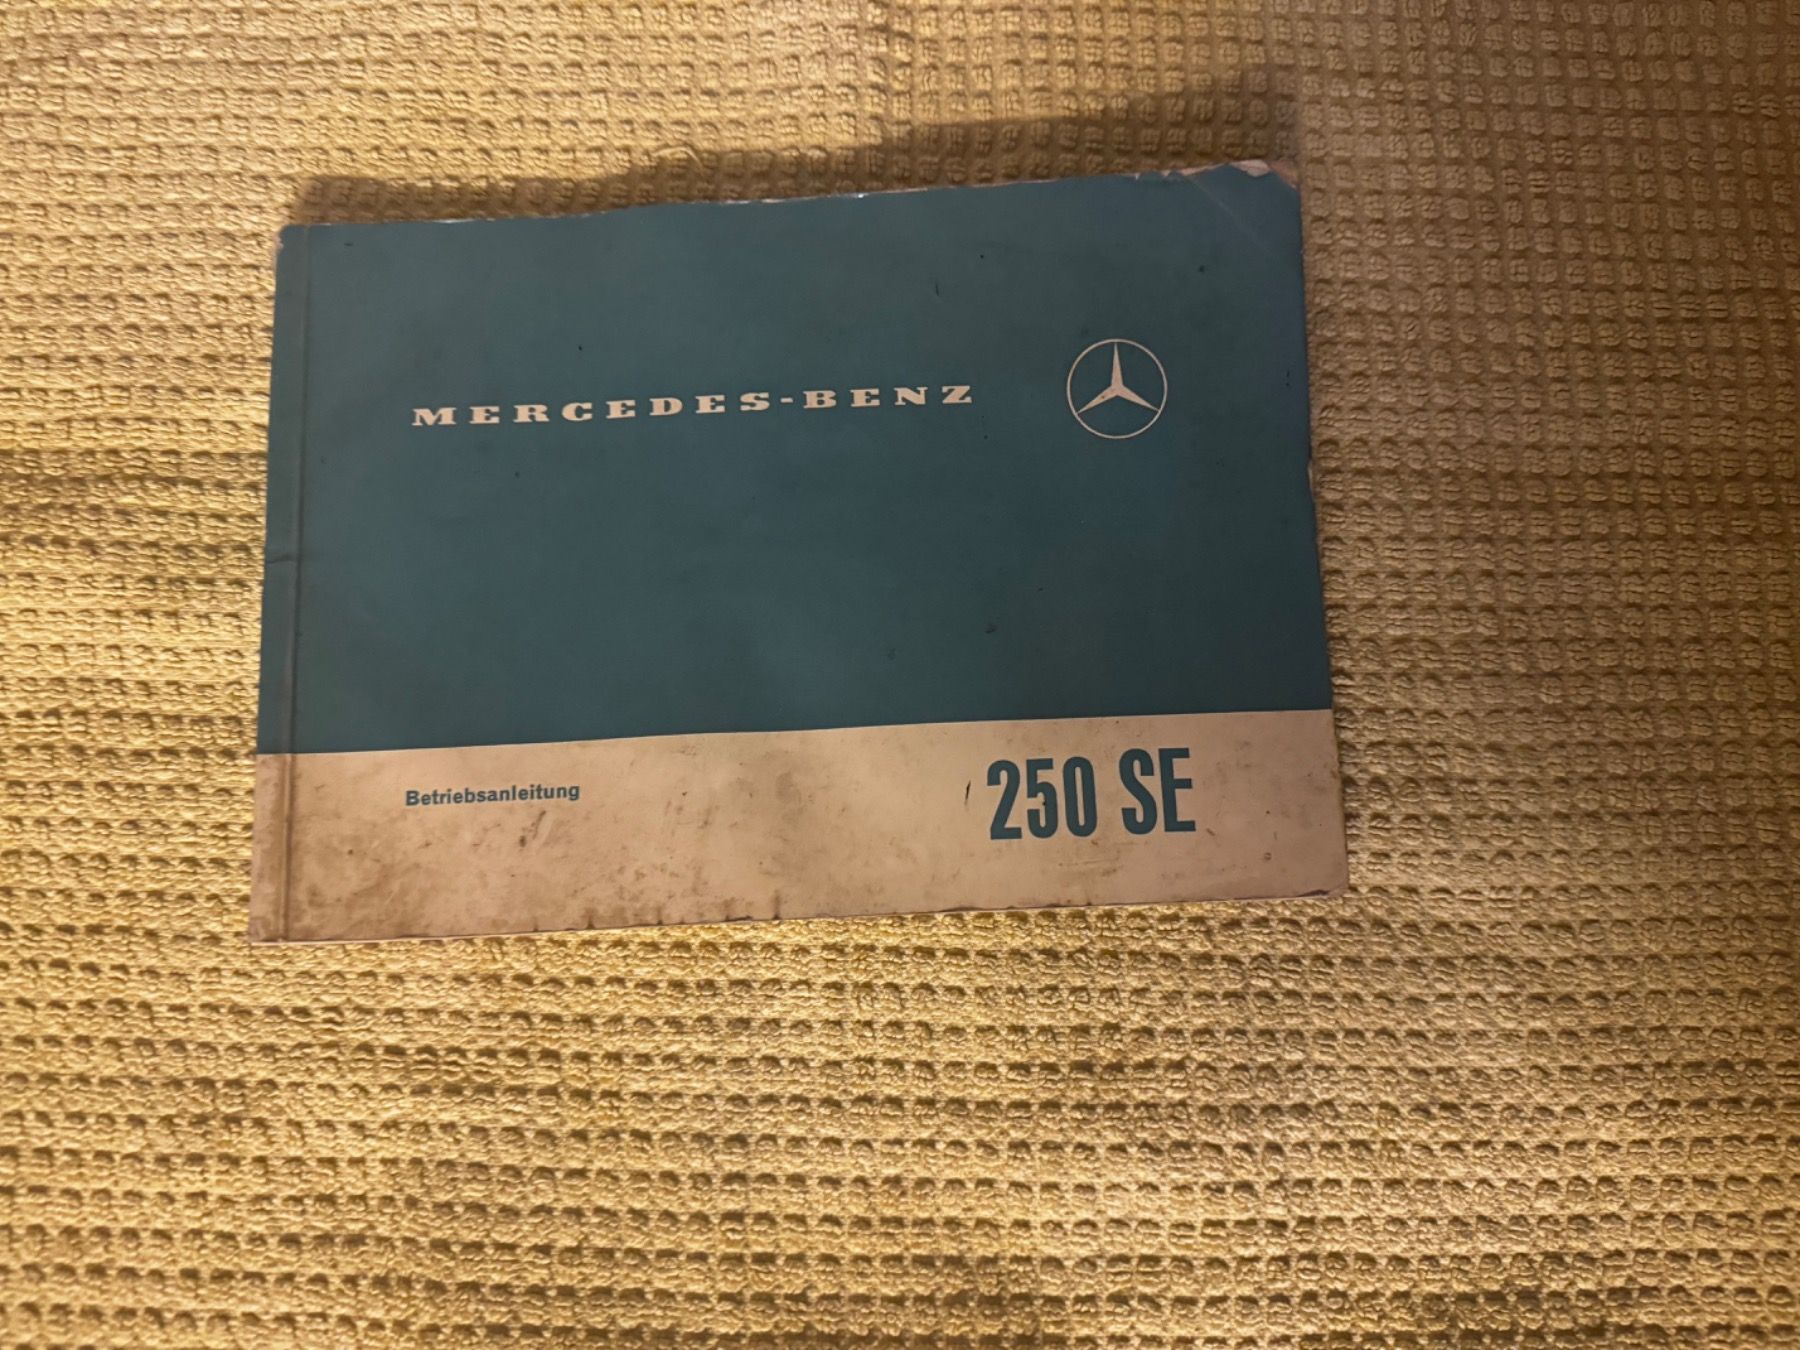 MERCEDES-BENZ
Betriebsanleitung
250 SE